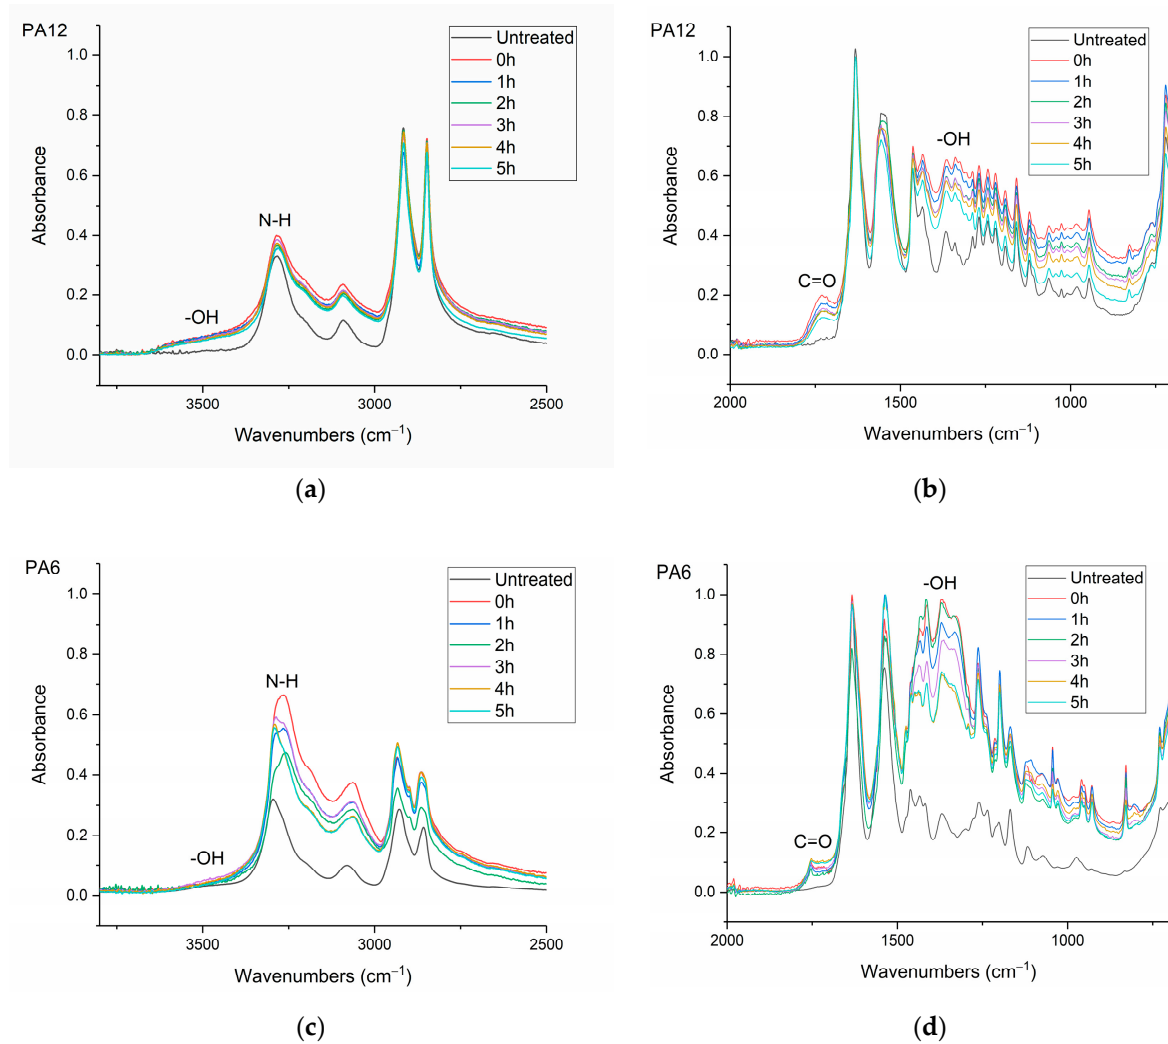 PA12
Untreated
0h
1h
2h
3h
4h
5h
N-H
-OH
Absorbance
1.0
0.8
0.6
0.4
0.2
0.0
3500
3000
2500
Wavenumbers (cm⁻¹)
(a)
PA12
Untreated
0h
1h
2h
3h
4h
5h
-OH
C=O
Absorbance
1.0
0.8
0.6
0.4
0.2
0.0
2000
1500
1000
Wavenumbers (cm⁻¹)
(b)
PA6
Untreated
0h
1h
2h
3h
4h
5h
N-H
-OH
Absorbance
1.0
0.8
0.6
0.4
0.2
0.0
3500
3000
2500
Wavenumbers (cm⁻¹)
(c)
PA6
Untreated
0h
1h
2h
3h
4h
5h
-OH
C=O
Absorbance
1.0
0.8
0.6
0.4
0.2
0.0
2000
1500
1000
Wavenumbers (cm⁻¹)
(d)